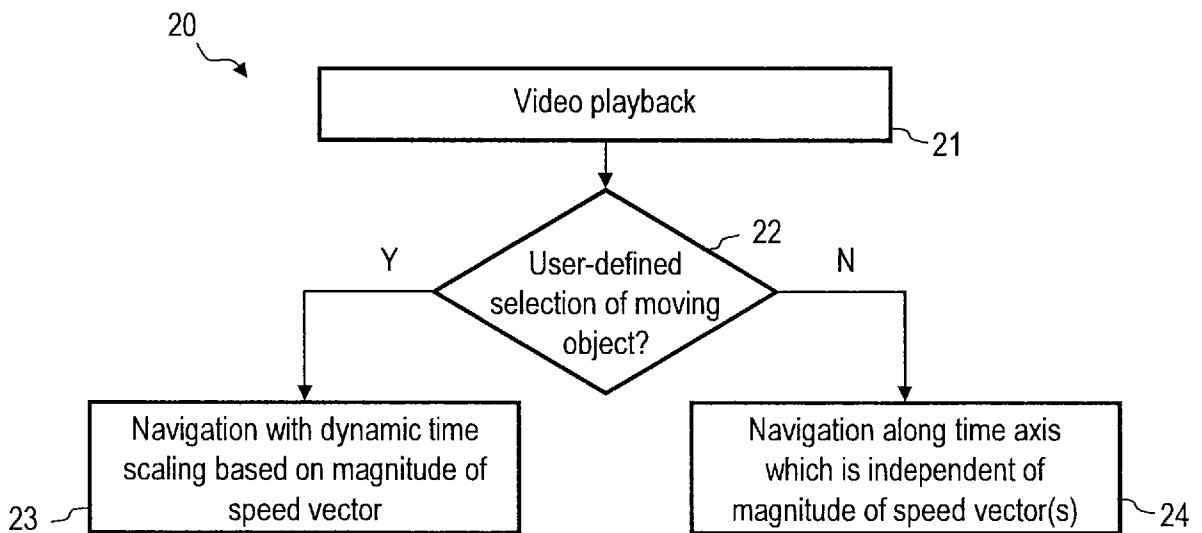 20
Video playback
21
22
Y
N
User-defined
selection of moving
object?
Navigation with dynamic time
scaling based on magnitude of
speed vector
23
Navigation along time axis
which is independent of
magnitude of speed vector(s)
24